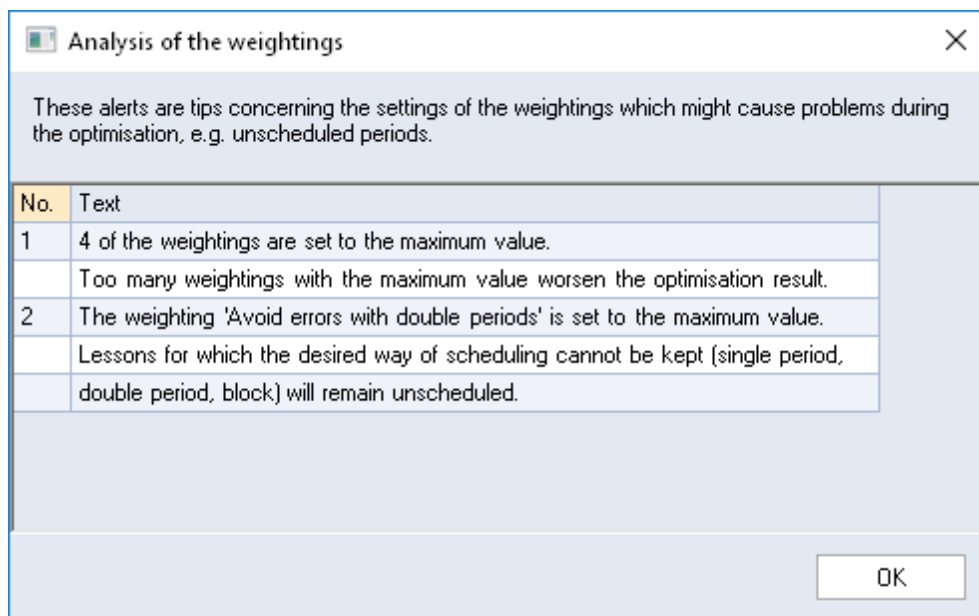 Analysis of the weightings
These alerts are tips concerning the settings of the weightings which might cause problems during
the optimisation, e.g. unscheduled periods.
No. Text
1 4 of the weightings are set to the maximum value.
Too many weightings with the maximum value worsen the optimisation result.
2 The weighting 'Avoid errors with double periods' is set to the maximum value.
Lessons for which the desired way of scheduling cannot be kept (single period,
double period, block) will remain unscheduled.
OK